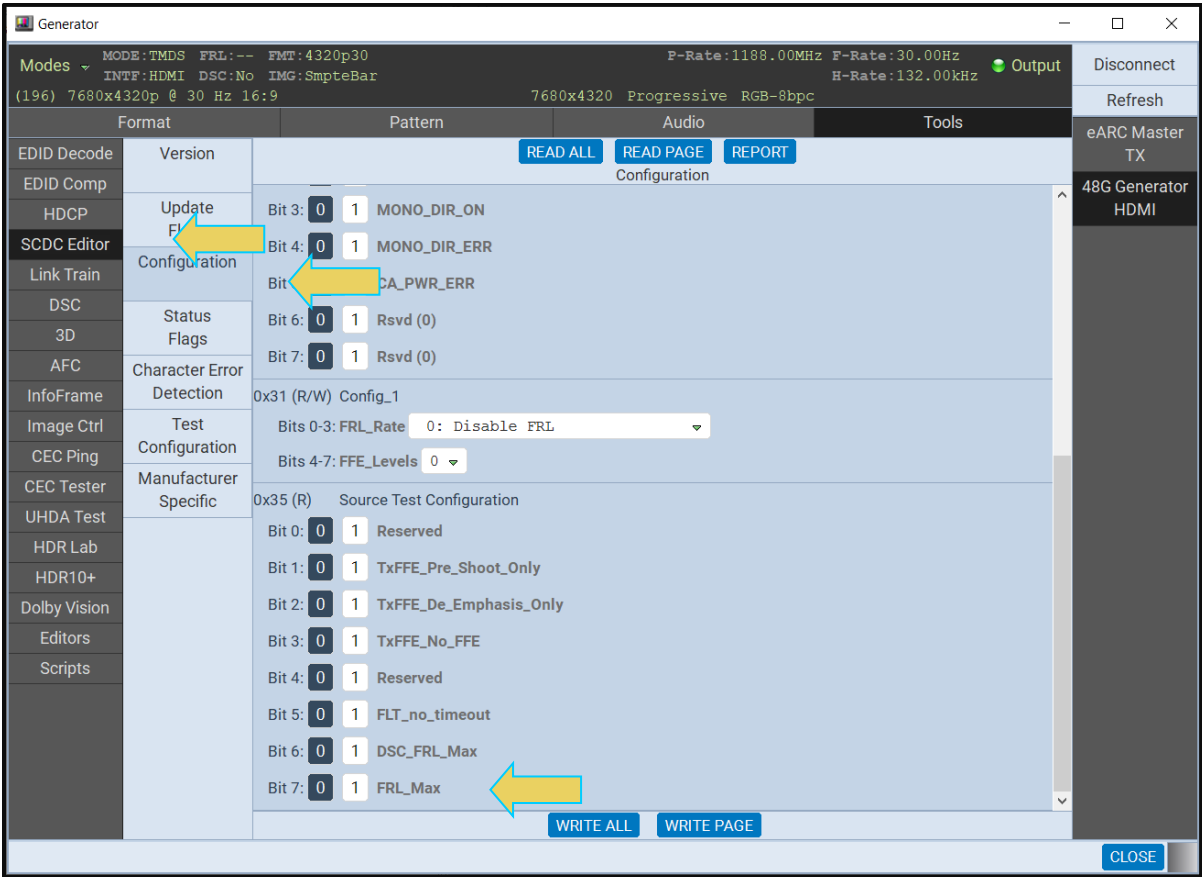 Generator
Modes MODE:TMDS FRL:-- FMT:4320p30 P-Rate:1188.00MHz F-Rate:30.00Hz
INTF:HDMI DSC:No IMG:SmpteBar H-Rate:132.00kHz Output
(196) 7680x4320p @ 30 Hz 16:9 7680x4320 Progressive RGB-8bpc
Disconnect
Refresh
eARC Master
TX
48G Generator
HDMI
Format Pattern Audio Tools
EDID Decode
EDID Comp
HDCP
SCDC Editor
Link Train
DSC
3D
AFC
InfoFrame
Image Ctrl
CEC Ping
CEC Tester
UHDA Test
HDR Lab
HDR10+
Dolby Vision
Editors
Scripts
Version
Update
Configuration
Status
Flags
Character Error
Detection
Test
Configuration
Manufacturer
Specific
READ ALL READ PAGE REPORT
Configuration
Bit 3: 0 1 MONO_DIR_ON
Bit 4: 0 1 MONO_DIR_ERR
Bit CA_PWR_ERR
Bit 6: 0 1 Rsvd (0)
Bit 7: 0 1 Rsvd (0)
0x31 (R/W) Config_1
Bits 0-3: FRL_Rate 0: Disable FRL
Bits 4-7: FFE_Levels 0
0x35 (R) Source Test Configuration
Bit 0: 0 1 Reserved
Bit 1: 0 1 TxFFE_Pre_Shoot_Only
Bit 2: 0 1 TxFFE_De_Emphasis_Only
Bit 3: 0 1 TxFFE_No_FFE
Bit 4: 0 1 Reserved
Bit 5: 0 1 FLT_no_timeout
Bit 6: 0 1 DSC_FRL_Max
Bit 7: 0 1 FRL_Max
WRITE ALL WRITE PAGE
CLOSE